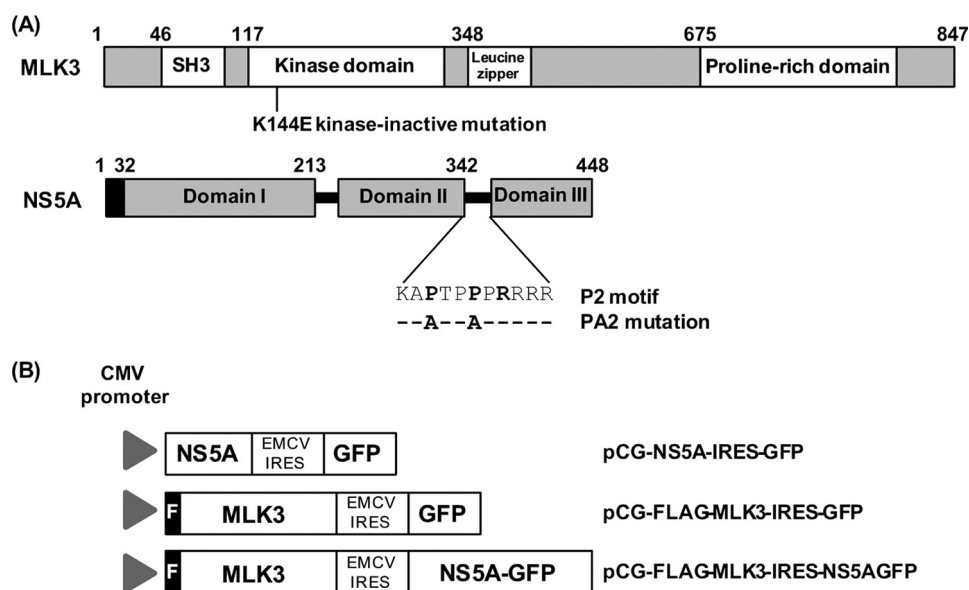 (A)
1 46 117 348 675 847
MLK3 SH3 Kinase domain Leucine zipper Proline-rich domain
K144E kinase-inactive mutation
1 32 213 342 448
NS5A Domain I Domain II Domain III
KAPTPPPRRRR P2 motif
--A--A----- PA2 mutation
(B)
CMV
promoter
NS5A EMCV IRES GFP pCG-NS5A-IRES-GFP
F MLK3 EMCV IRES GFP pCG-FLAG-MLK3-IRES-GFP
F MLK3 EMCV IRES NS5A-GFP pCG-FLAG-MLK3-IRES-NS5AGFP